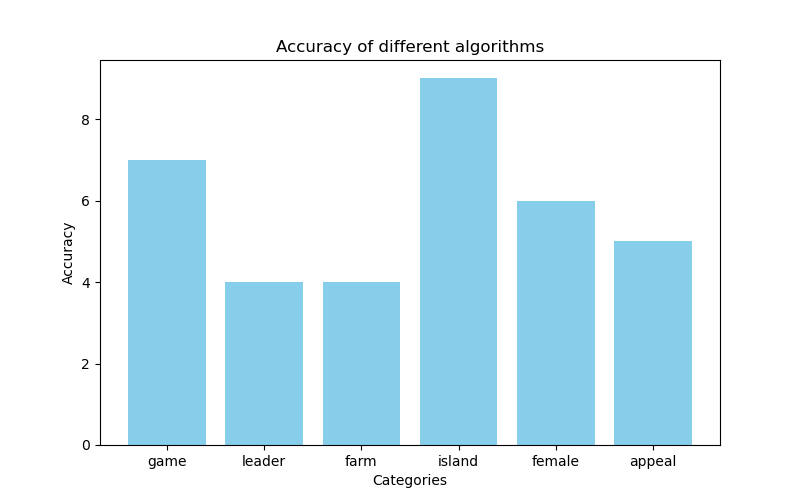 Accuracy of different algorithms
Accuracy
8
6
4
2
0
game leader farm island female appeal
Categories